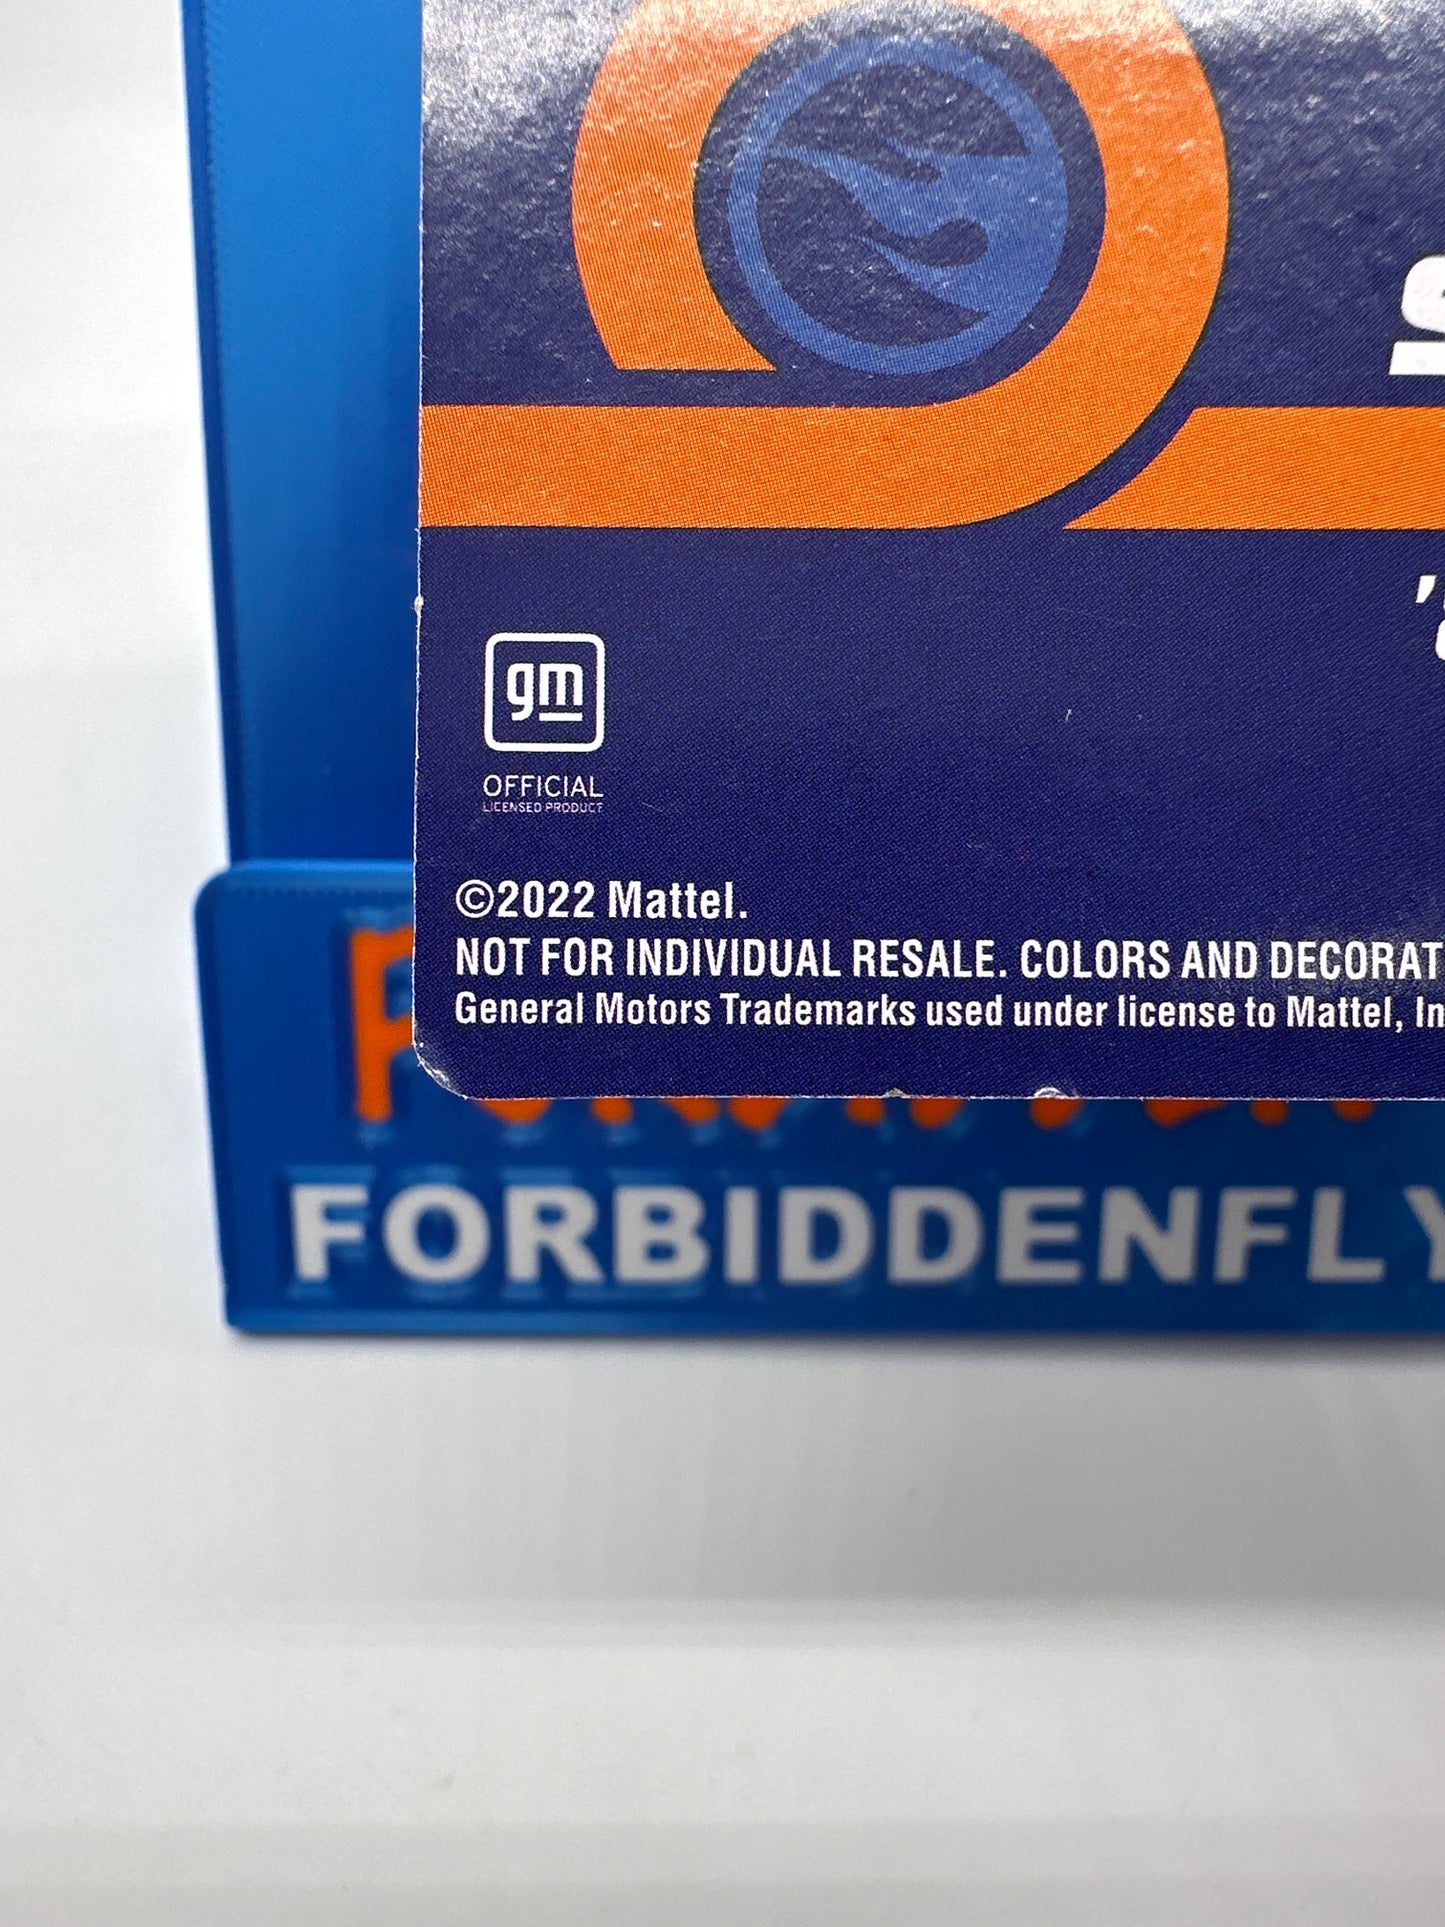 gm
OFFICIAL
LICENSED PRODUCT
©2022 Mattel.
NOT FOR INDIVIDUAL RESALE. COLORS AND DECORAT
General Motors Trademarks used under license to Mattel, In
FORBIDDENFLY